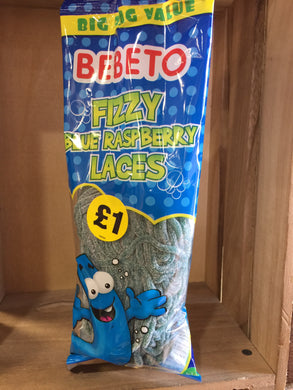 BIG BAG VALUE
BEBETO
FIZZY
BLUE RASPBERRY
LACES
£1